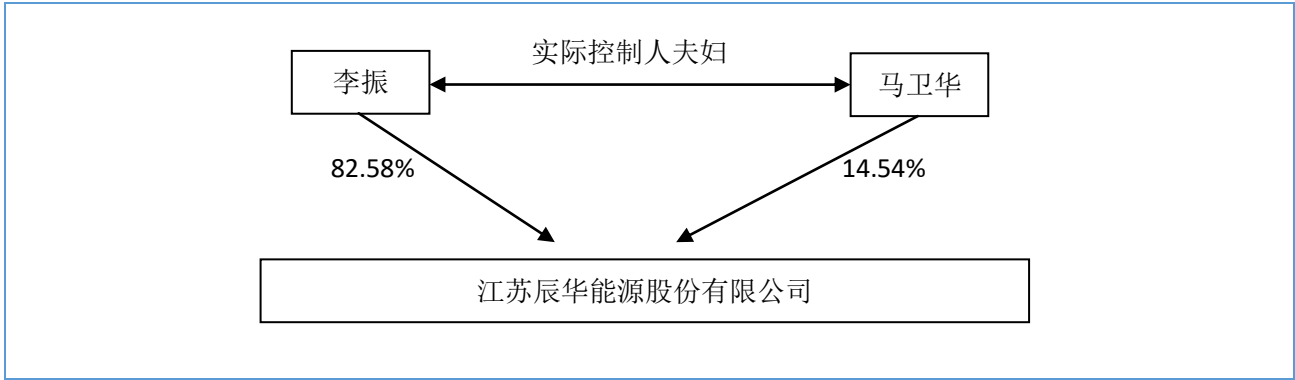 实际控制人夫妇
李振
马卫华
82.58%
14.54%
江苏辰华能源股份有限公司